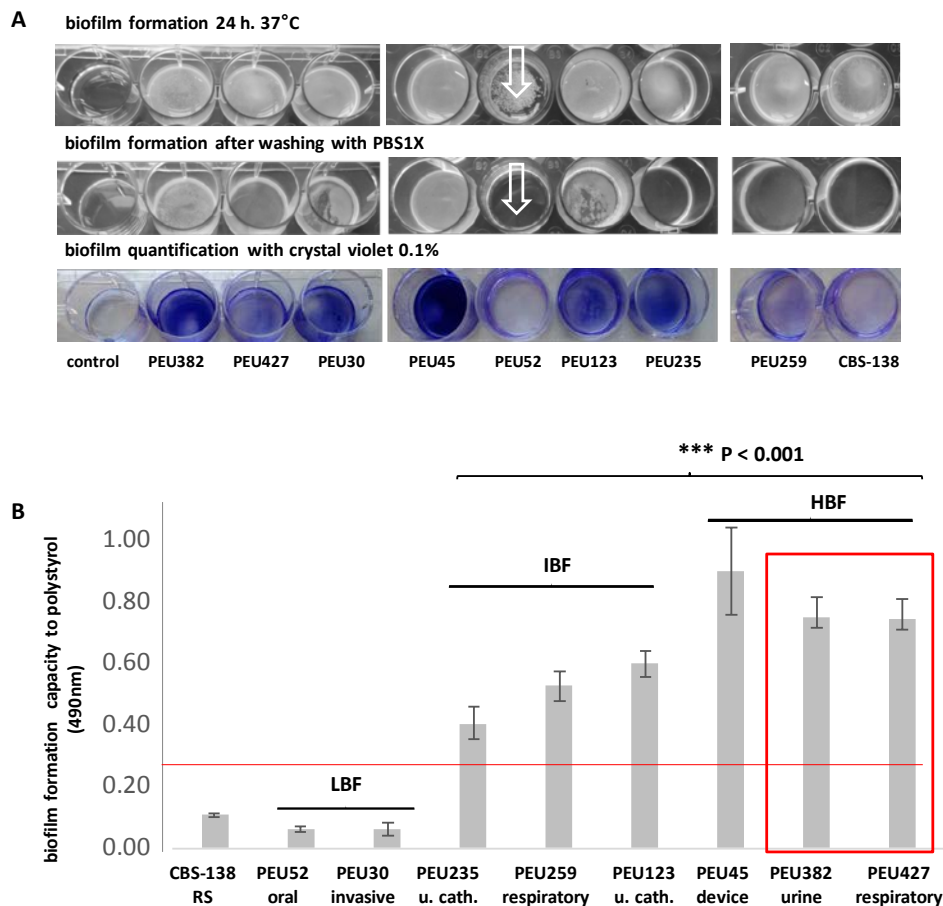 A
biofilm formation 24 h. 37°C
biofilm formation after washing with PBS1X
biofilm quantification with crystal violet 0.1%
control PEU382 PEU427 PEU30 PEU45 PEU52 PEU123 PEU235 PEU259 CBS-138
*** P < 0.001
B
HBF
IBF
LBF
biofilm formation capacity to polystyrol
(490nm)
1.00
0.80
0.60
0.40
0.20
0.00
CBS-138 PEU52 PEU30 PEU235 PEU259 PEU123 PEU45 PEU382 PEU427
RS oral invasive u. cath. respiratory u. cath. device urine respiratory